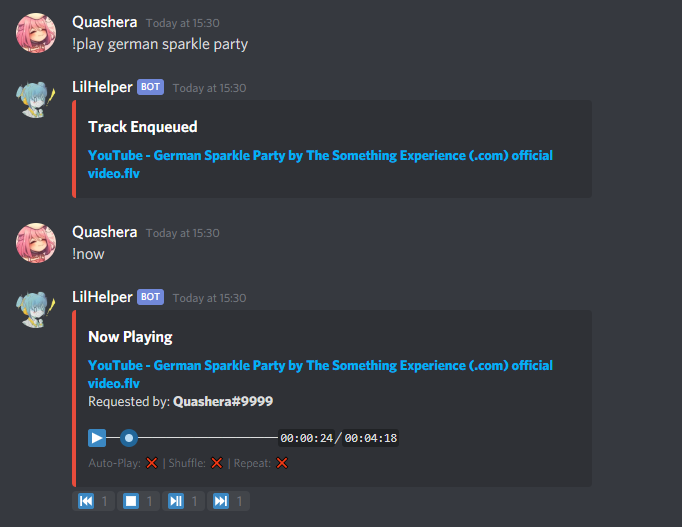 Quashera Today at 15:30
!play german sparkle party
LilHelper BOT Today at 15:30
Track Enqueued
YouTube - German Sparkle Party by The Something Experience (.com) official
video.flv
Quashera Today at 15:30
!now
LilHelper BOT Today at 15:30
Now Playing
YouTube - German Sparkle Party by The Something Experience (.com) official
video.flv
Requested by: Quashera#9999
00:00:24/00:04:18
Auto-Play: ❌ | Shuffle: ❌ | Repeat: ❌
⏮ 1 ⏹ 1 ⏯ 1 ⏭ 1